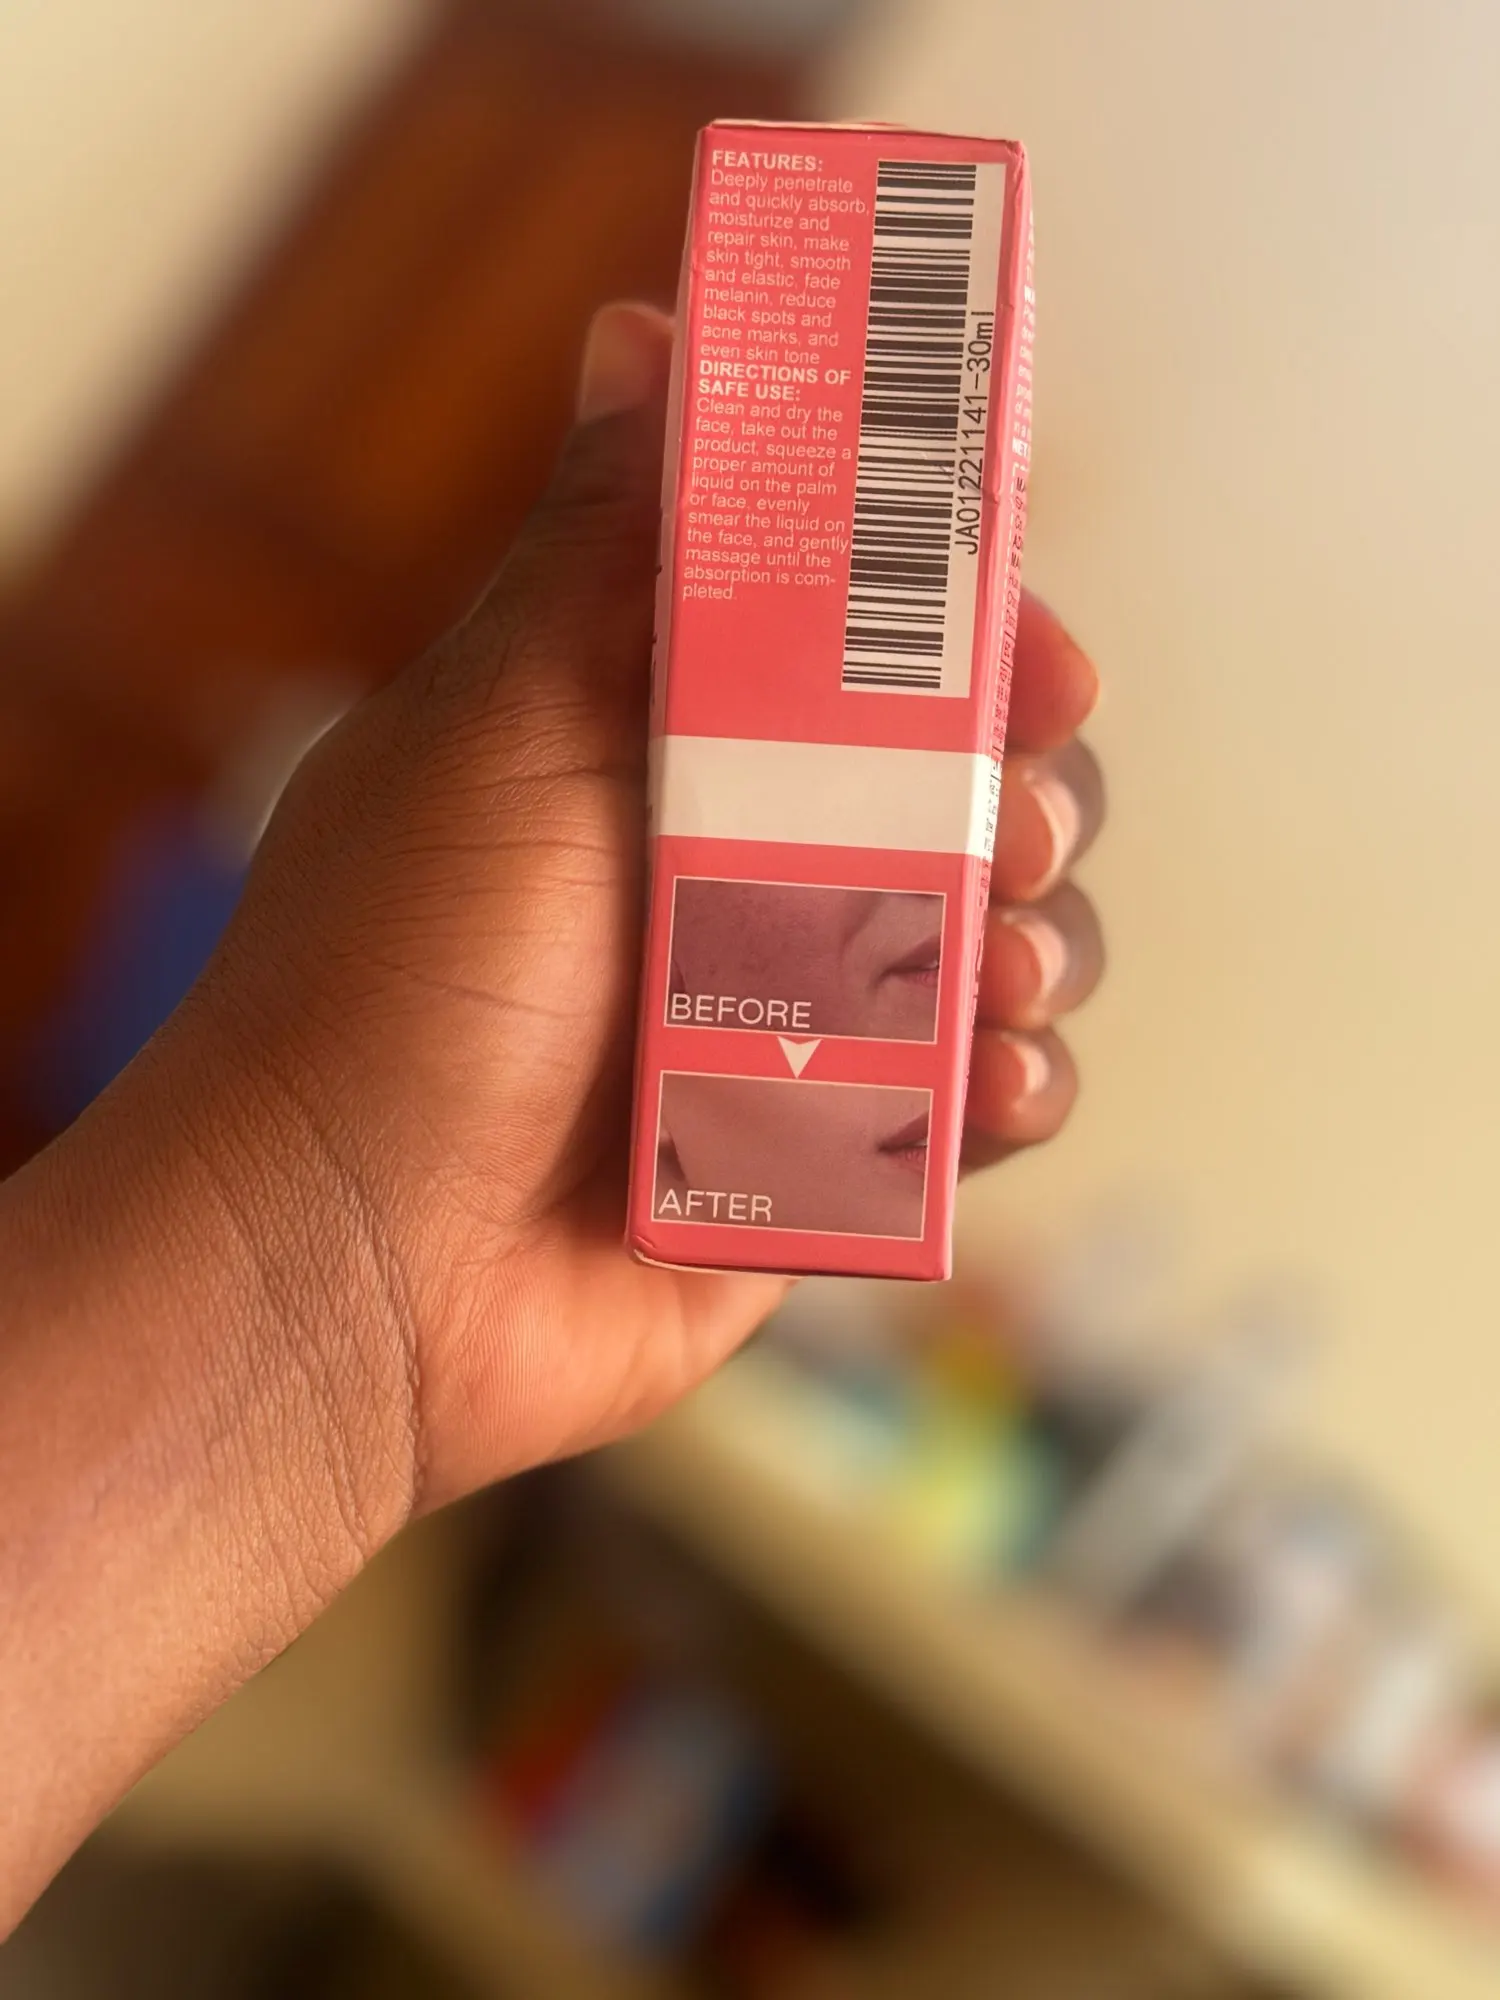 FEATURES:
Deeply penetrate
and quickly absorb,
moisturize and
repair skin, make
skin tight, smooth
and elastic, fade
melanin, reduce
black spots and
acne marks, and
even skin tone
DIRECTIONS OF
SAFE USE:
Clean and dry the
face, take out the
product, squeeze a
proper amount of
liquid on the palm
or face, evenly
smear the liquid on
the face, and gently
massage until the
absorption is com-
pleted.
JA01221141-30ml
BEFORE
AFTER